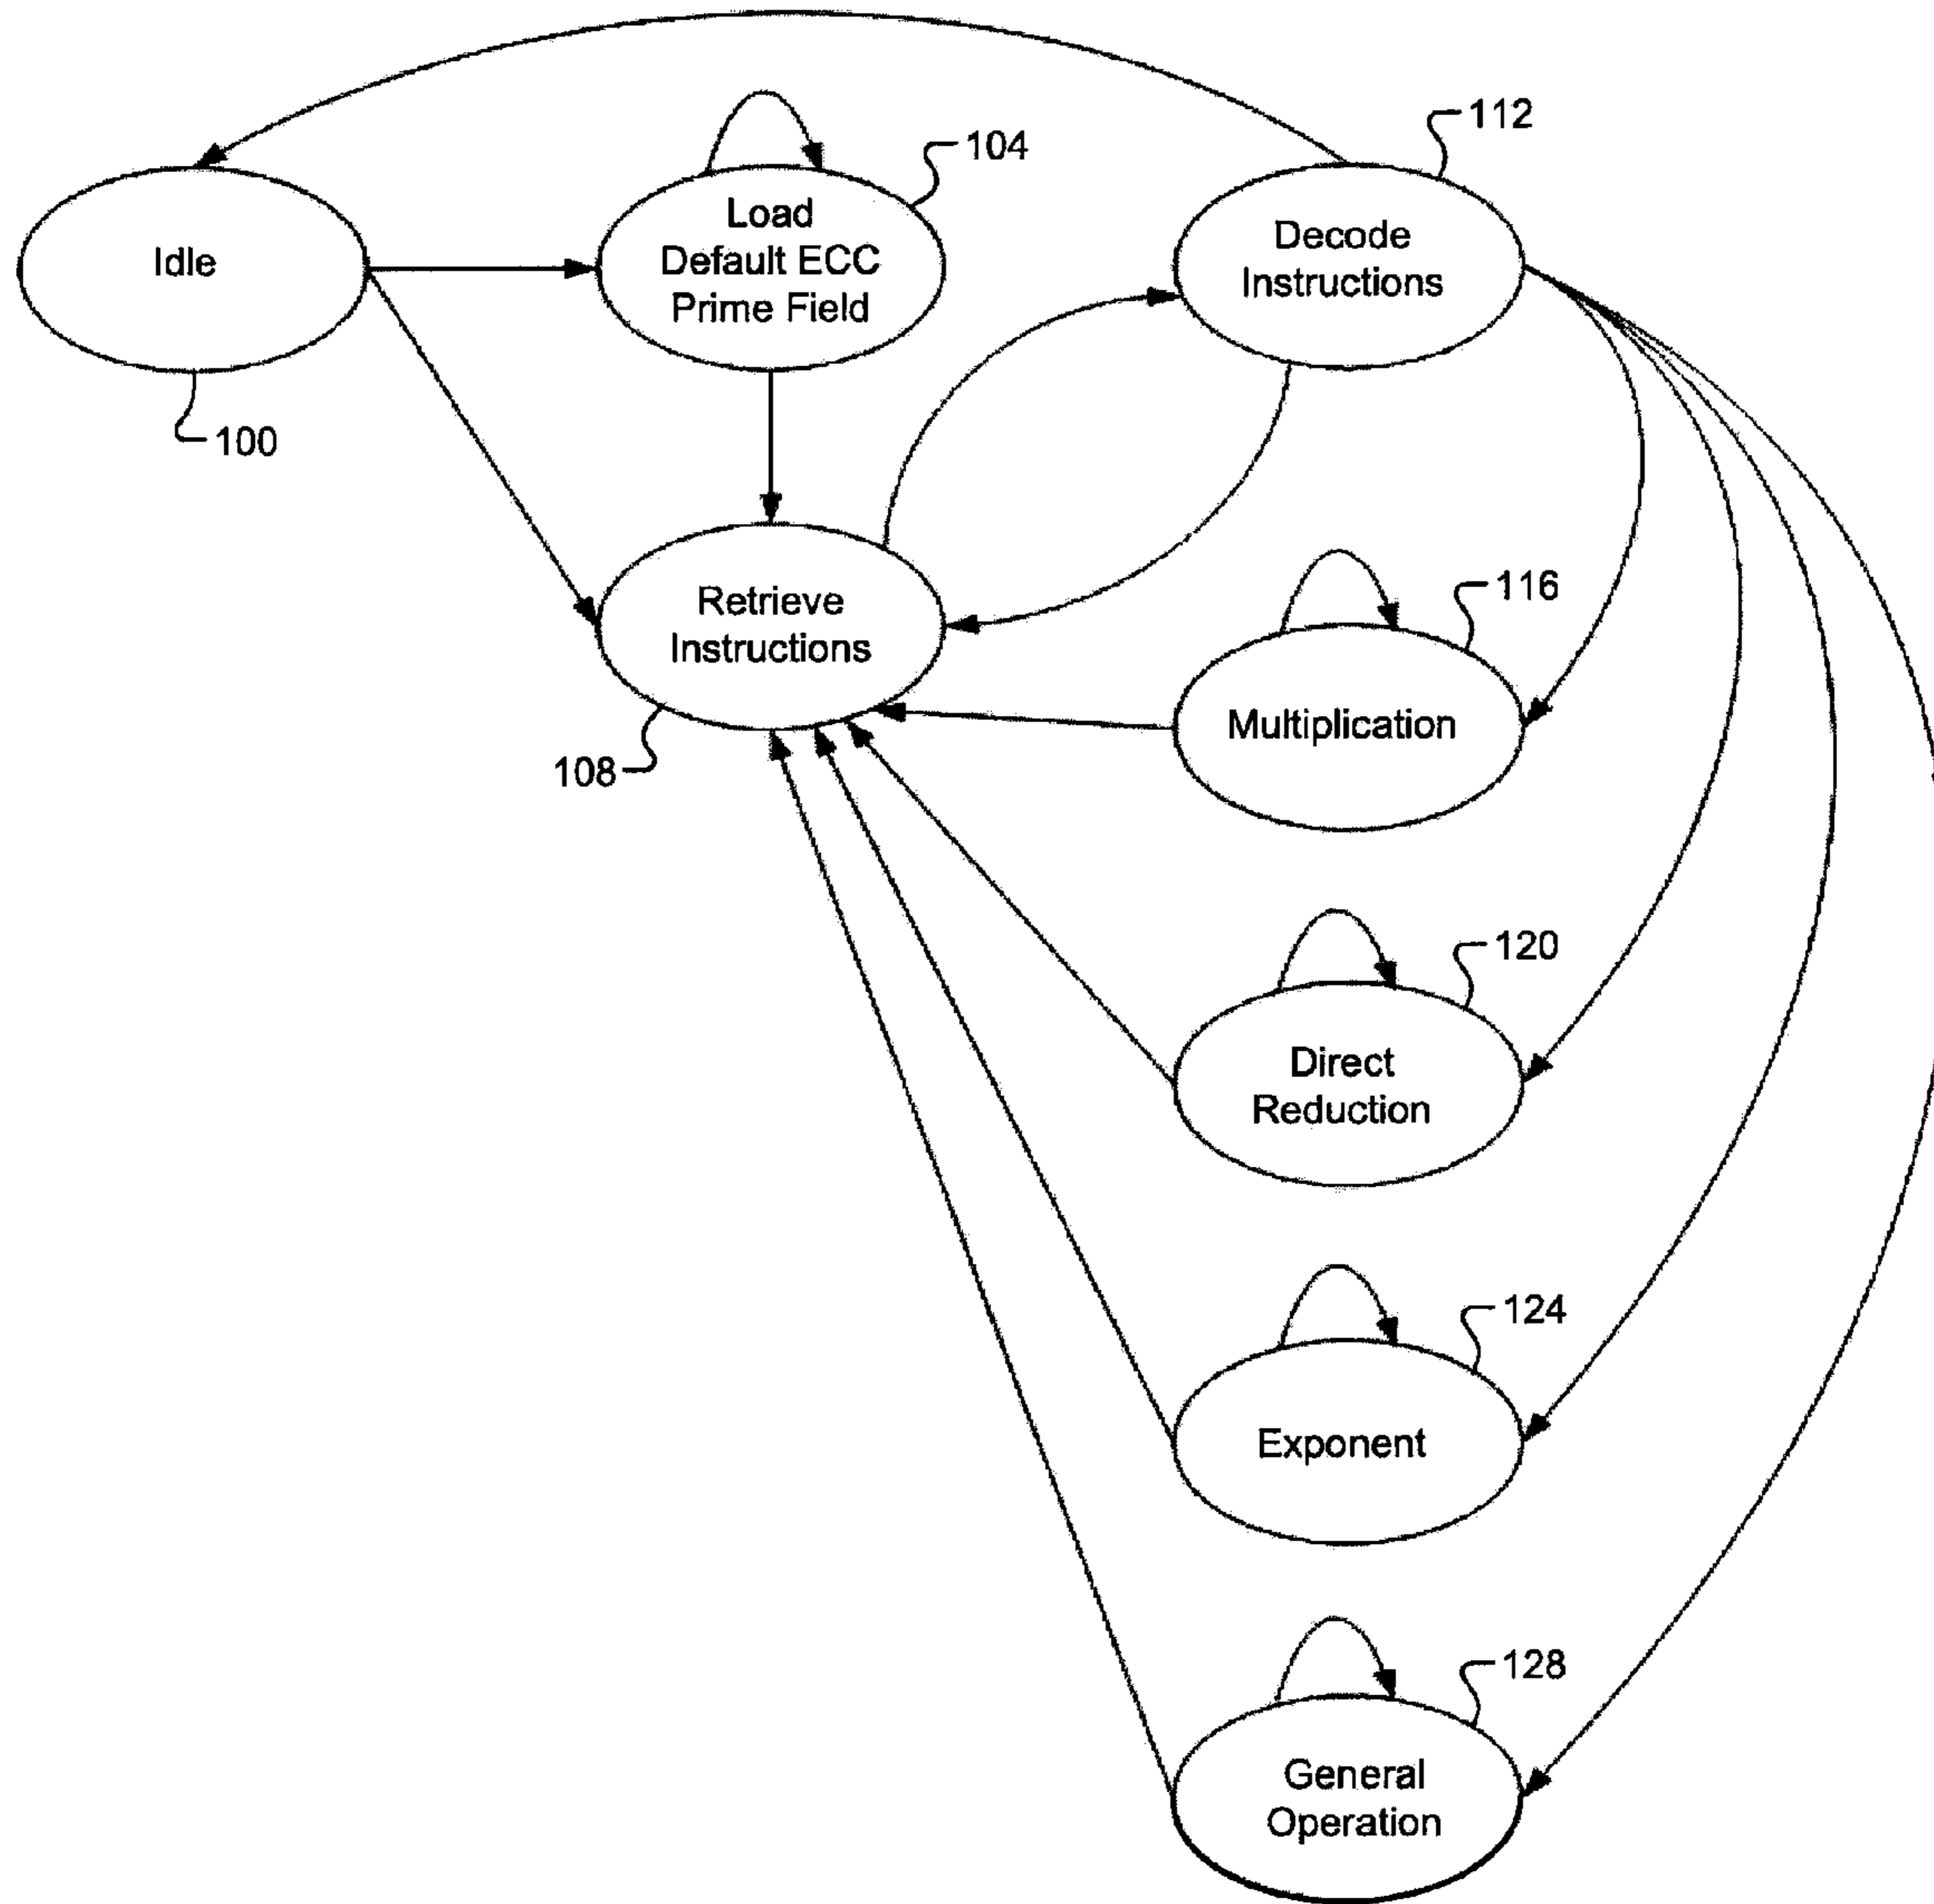 112
104
Idle
Load
Default ECC
Prime Field
Decode
Instructions
100
Retrieve
Instructions
116
Multiplication
108
120
Direct
Reduction
124
Exponent
128
General
Operation